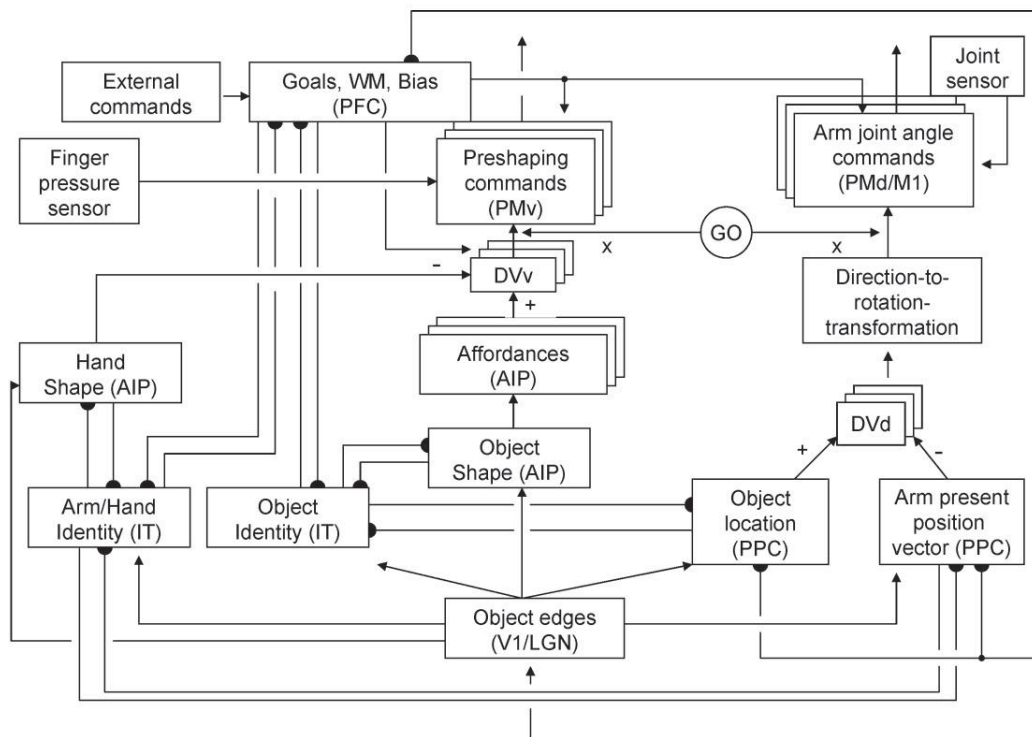 External
commands
Goals, WM, Bias
(PFC)
Joint
sensor
Finger
pressure
sensor
Preshaping
commands
(PMv)
Arm joint angle
commands
(PMd/M1)
GO
x
x
-
DVv
+
Direction-to-
rotation-
transformation
Hand
Shape (AIP)
Affordances
(AIP)
DVd
+
-
Object
Shape (AIP)
Arm/Hand
Identity (IT)
Object
Identity (IT)
Object
location
(PPC)
Arm present
position
vector (PPC)
Object edges
(V1/LGN)